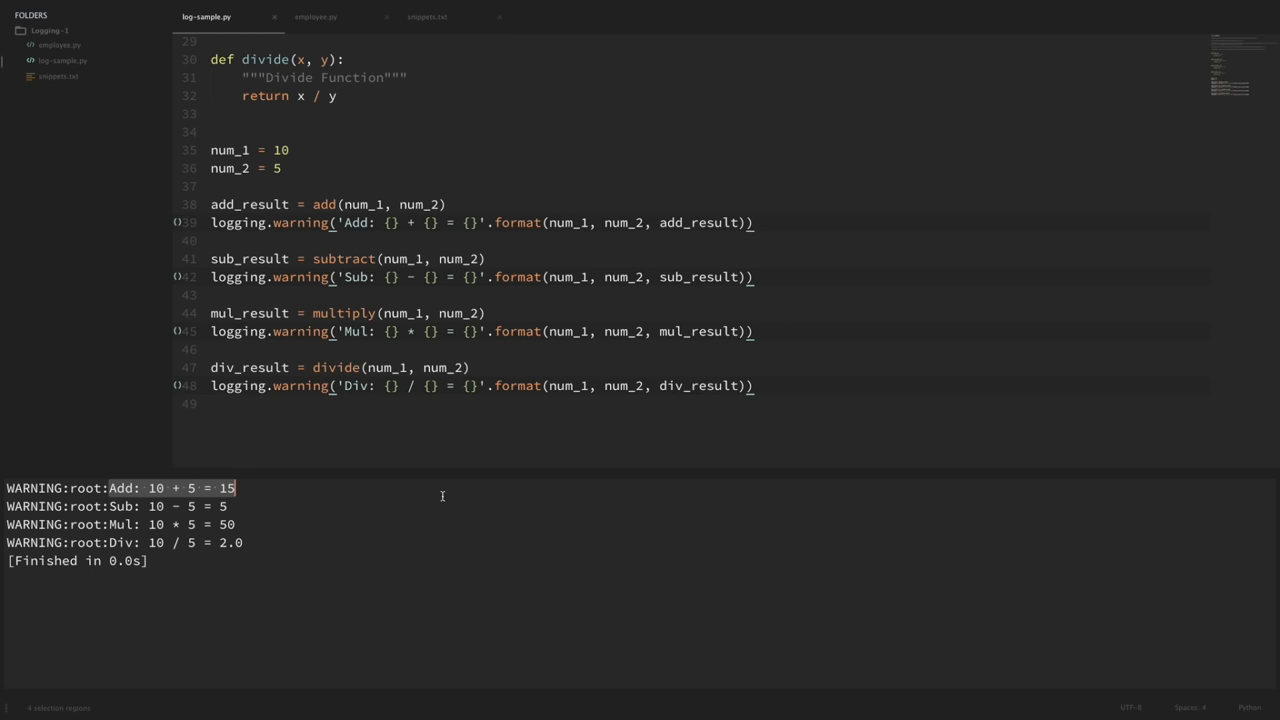 FOLDERS
Logging-1
employee.py
log-sample.py
snippets.txt
log-sample.py × employee.py × snippets.txt ×
29
30 def divide(x, y):
31 """Divide Function"""
32 return x / y
33
34
35 num_1 = 10
36 num_2 = 5
37
38 add_result = add(num_1, num_2)
39 logging.warning('Add: {} + {} = {}'.format(num_1, num_2, add_result))
40
41 sub_result = subtract(num_1, num_2)
42 logging.warning('Sub: {} - {} = {}'.format(num_1, num_2, sub_result))
43
44 mul_result = multiply(num_1, num_2)
45 logging.warning('Mul: {} * {} = {}'.format(num_1, num_2, mul_result))
46
47 div_result = divide(num_1, num_2)
48 logging.warning('Div: {} / {} = {}'.format(num_1, num_2, div_result))
49
WARNING:root:Add: 10 + 5 = 15
WARNING:root:Sub: 10 - 5 = 5
WARNING:root:Mul: 10 * 5 = 50
WARNING:root:Div: 10 / 5 = 2.0
[Finished in 0.0s]
4 selection regions UTF-8 Spaces: 4 Python